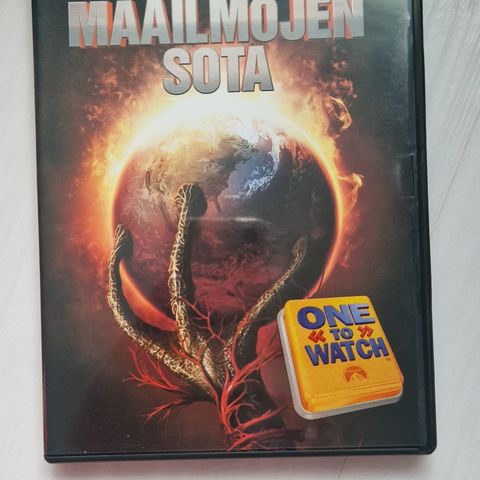 MAAILMOJEN
SOTA
ONE
« TO »
WATCH